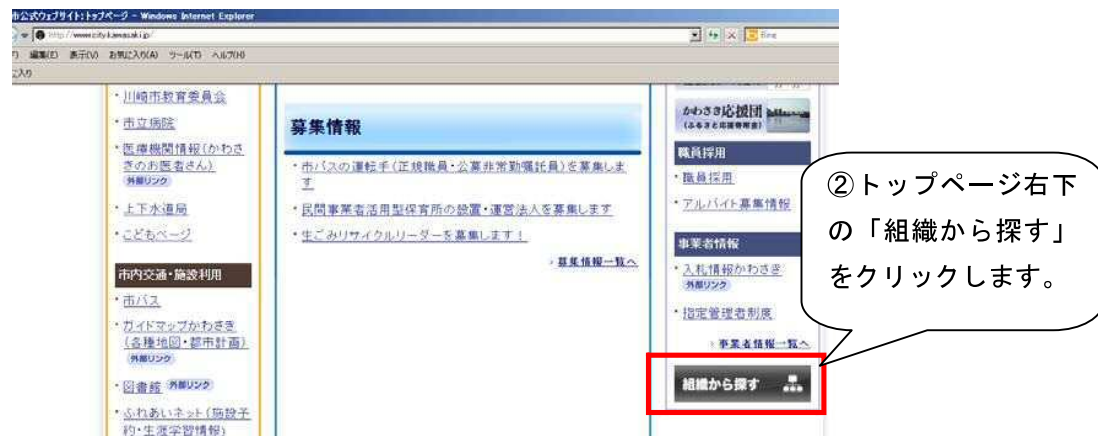 市公式ウェブサイト:トップページ - Windows Internet Explorer
http://www.city.kawasaki.jp/
編集(E) 表示(V) お気に入り(A) ツール(T) ヘルプ(H)
に入り
・川崎市教育委員会
・市立病院
・医療機関情報(かわさ
きのお医者さん)
外部リンク
・上下水道局
・こどもページ
市内交通・施設利用
・市バス
・ガイドマップかわさき
(各種地図・都市計画)
外部リンク
・図書館 外部リンク
・ふれあいネット(施設予
約・生涯学習情報)
募集情報
・市バスの運転手(正規職員・公募非常勤嘱託員)を募集しま
す
・民間事業者活用型保育所の設置・運営法人を募集します
・生ごみリサイクルリーダーを募集します!
募集情報一覧へ
かわさき応援団
(ふるさと応援寄附金)
職員採用
・職員採用
・アルバイト募集情報
事業者情報
・入札情報かわさき
外部リンク
・指定管理者制度
事業者情報一覧へ
組織から探す
②トップページ右下
の「組織から探す」
をクリックします。